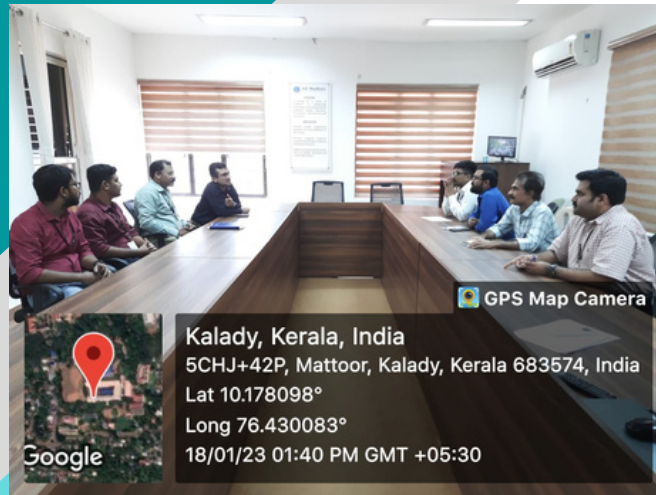 GPS Map Camera
Kalady, Kerala, India
5CHJ+42P, Mattoor, Kalady, Kerala 683574, India
Lat 10.178098°
Long 76.430083°
18/01/23 01:40 PM GMT +05:30
Google